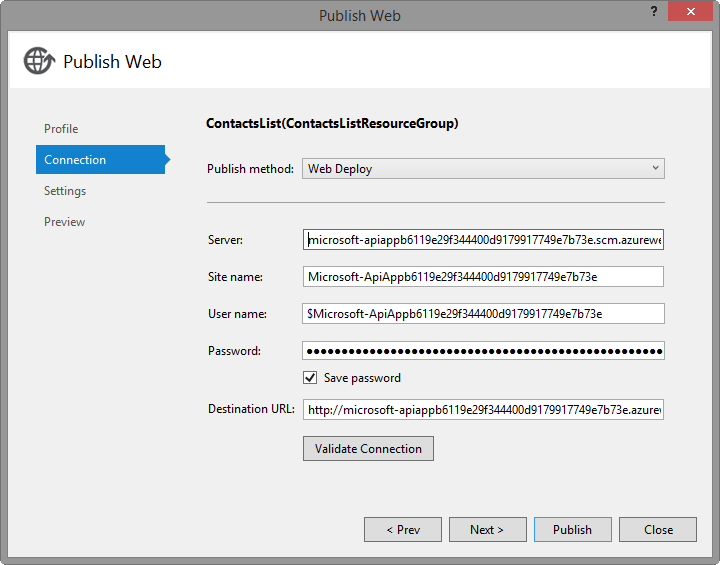 Publish Web
? ×
Publish Web
Profile
Connection
Settings
Preview
ContactsList(ContactsListResourceGroup)
Publish method: Web Deploy
Server: microsoft-apiappb6119e29f344400d9179917749e7b73e.scm.azurewe
Site name: Microsoft-ApiAppb6119e29f344400d9179917749e7b73e
User name: $Microsoft-ApiAppb6119e29f344400d9179917749e7b73e
Password:
Save password
Destination URL: http://microsoft-apiappb6119e29f344400d9179917749e7b73e.azurew
Validate Connection
< Prev Next > Publish Close